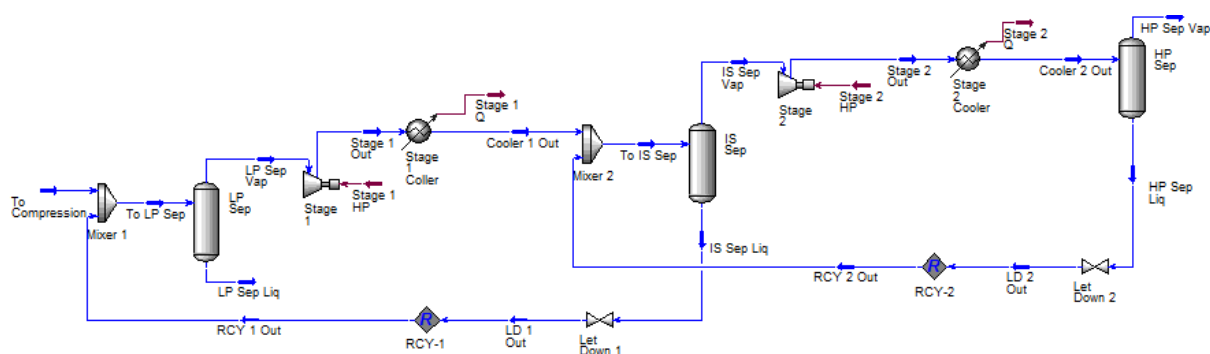 To
Compression
Mixer 1
To LP Sep
LP Sep
Vap
LP
Sep
LP Sep Liq
Stage 1
Out
Stage
1
Stage 1
HP
Stage 1
Q
Stage
1
Coller
Cooler 1 Out
Mixer 2
To IS Sep
IS Sep
Vap
IS
Sep
IS Sep Liq
Stage 2
Out
Stage
2
Stage 2
HP
Stage 2
Q
Stage
2
Cooler
Cooler 2 Out
HP Sep Vap
HP
Sep
HP Sep
Liq
Let
Down 2
LD 2
Out
R
RCY-2
RCY 2 Out
Let
Down 1
LD 1
Out
R
RCY-1
RCY 1 Out